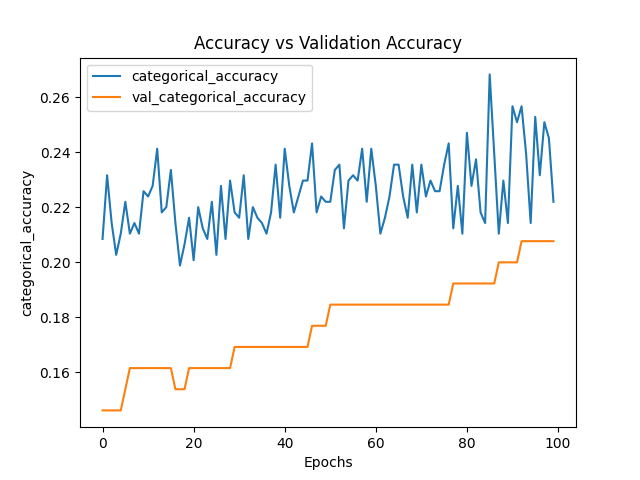 Accuracy vs Validation Accuracy
categorical_accuracy
val_categorical_accuracy
categorical_accuracy
0.26
0.24
0.22
0.20
0.18
0.16
0
20
40
60
80
100
Epochs